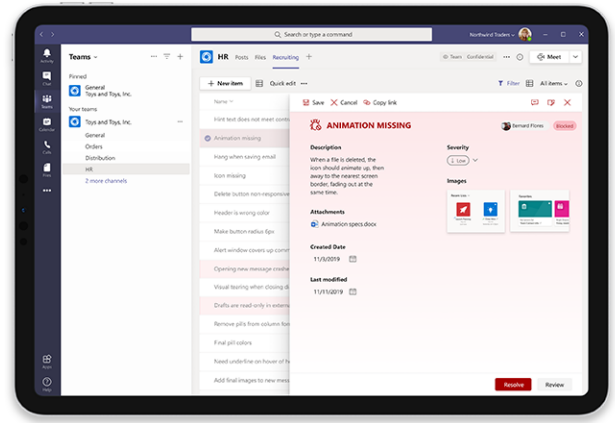 Search or type a command
Northwind Traders
Activity
Chat
Teams
Calendar
Calls
Files
Apps
Help
Teams
Pinned
General
Toys and Toys, Inc.
Your teams
Toys and Toys, Inc.
General
Orders
Distribution
HR
2 more channels
HR Posts Files Recruiting
Team Confidential
Meet
New item Quick edit
Filter All items
Name
Hint text does not meet
Animation missing
Hang when saving email
Icon missing
Delete button non-responsive
Header is wrong color
Make button radius 6px
Alert window covers up
Opening new message
Visual tearing when closing
Drafts are read-only in
Remove pills from column
Final pill colors
Need underline on hover of
Add final images to new
Save Cancel Copy link
ANIMATION MISSING
Bernard Flores Blocked
Description
When a file is deleted, the
icon should animate up, then
away to the nearest screen
border, fading out at the
same time.
Severity
Low
Images
Attachments
Animation specs.docx
Created Date
11/3/2019
Last modified
11/11/2019
Resolve Review